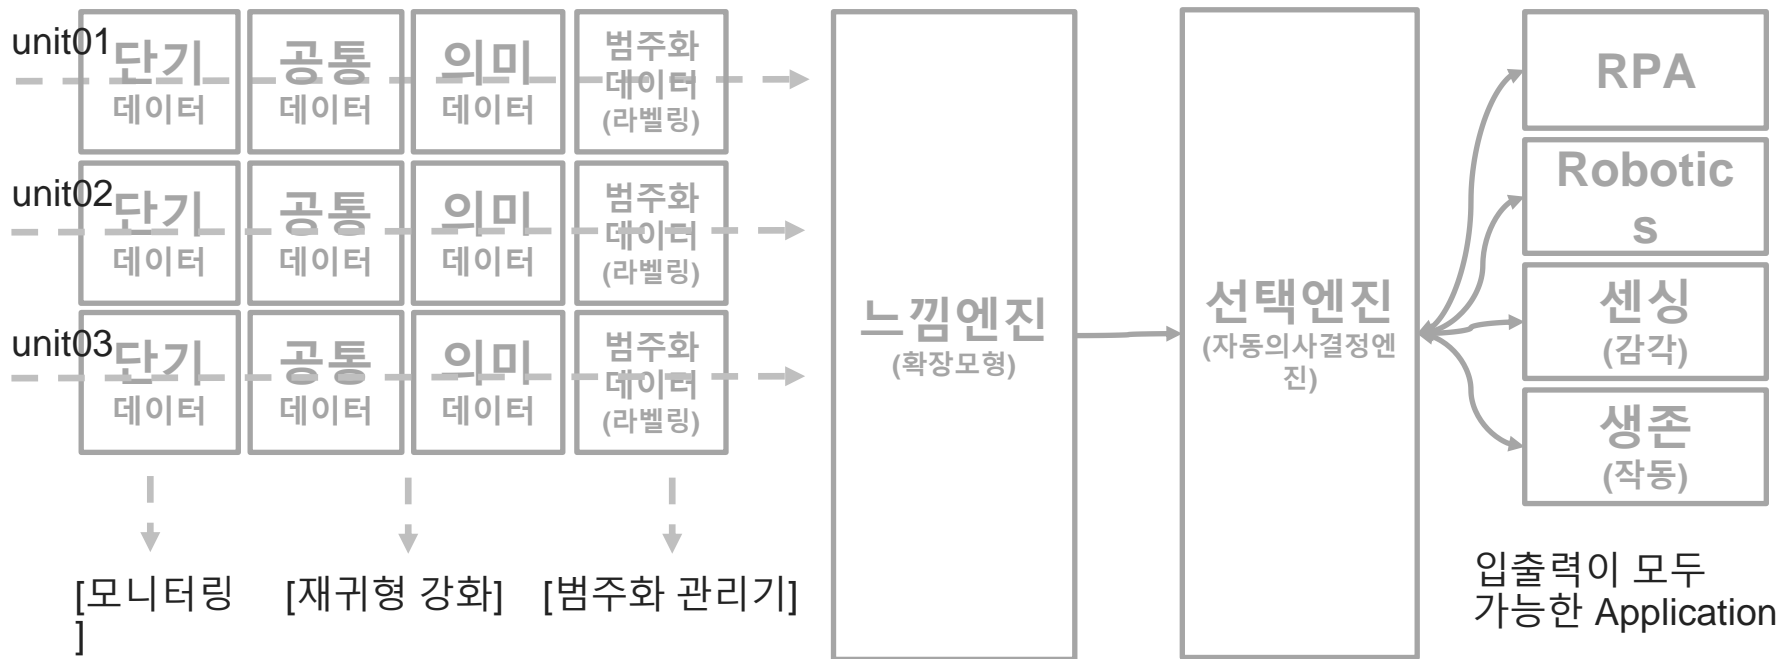 unit01
단기
데이터
공통
데이터
의미
데이터
범주화
데이터
(라벨링)
unit02
단기
데이터
공통
데이터
의미
데이터
범주화
데이터
(라벨링)
unit03
단기
데이터
공통
데이터
의미
데이터
범주화
데이터
(라벨링)
[모니터링
]
[재귀형 강화]
[범주화 관리기]
느낌엔진
(확장모형)
선택엔진
(자동의사결정엔
진)
RPA
Robotic
s
센싱
(감각)
생존
(작동)
입출력이 모두
가능한 Application